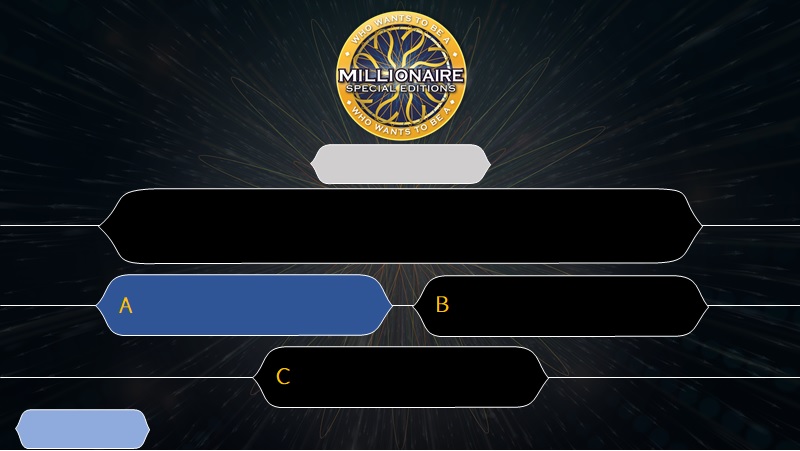 WHO WANTS TO BE A
MILLIONAIRE
SPECIAL EDITIONS
WHO WANTS TO BE A
A
B
C